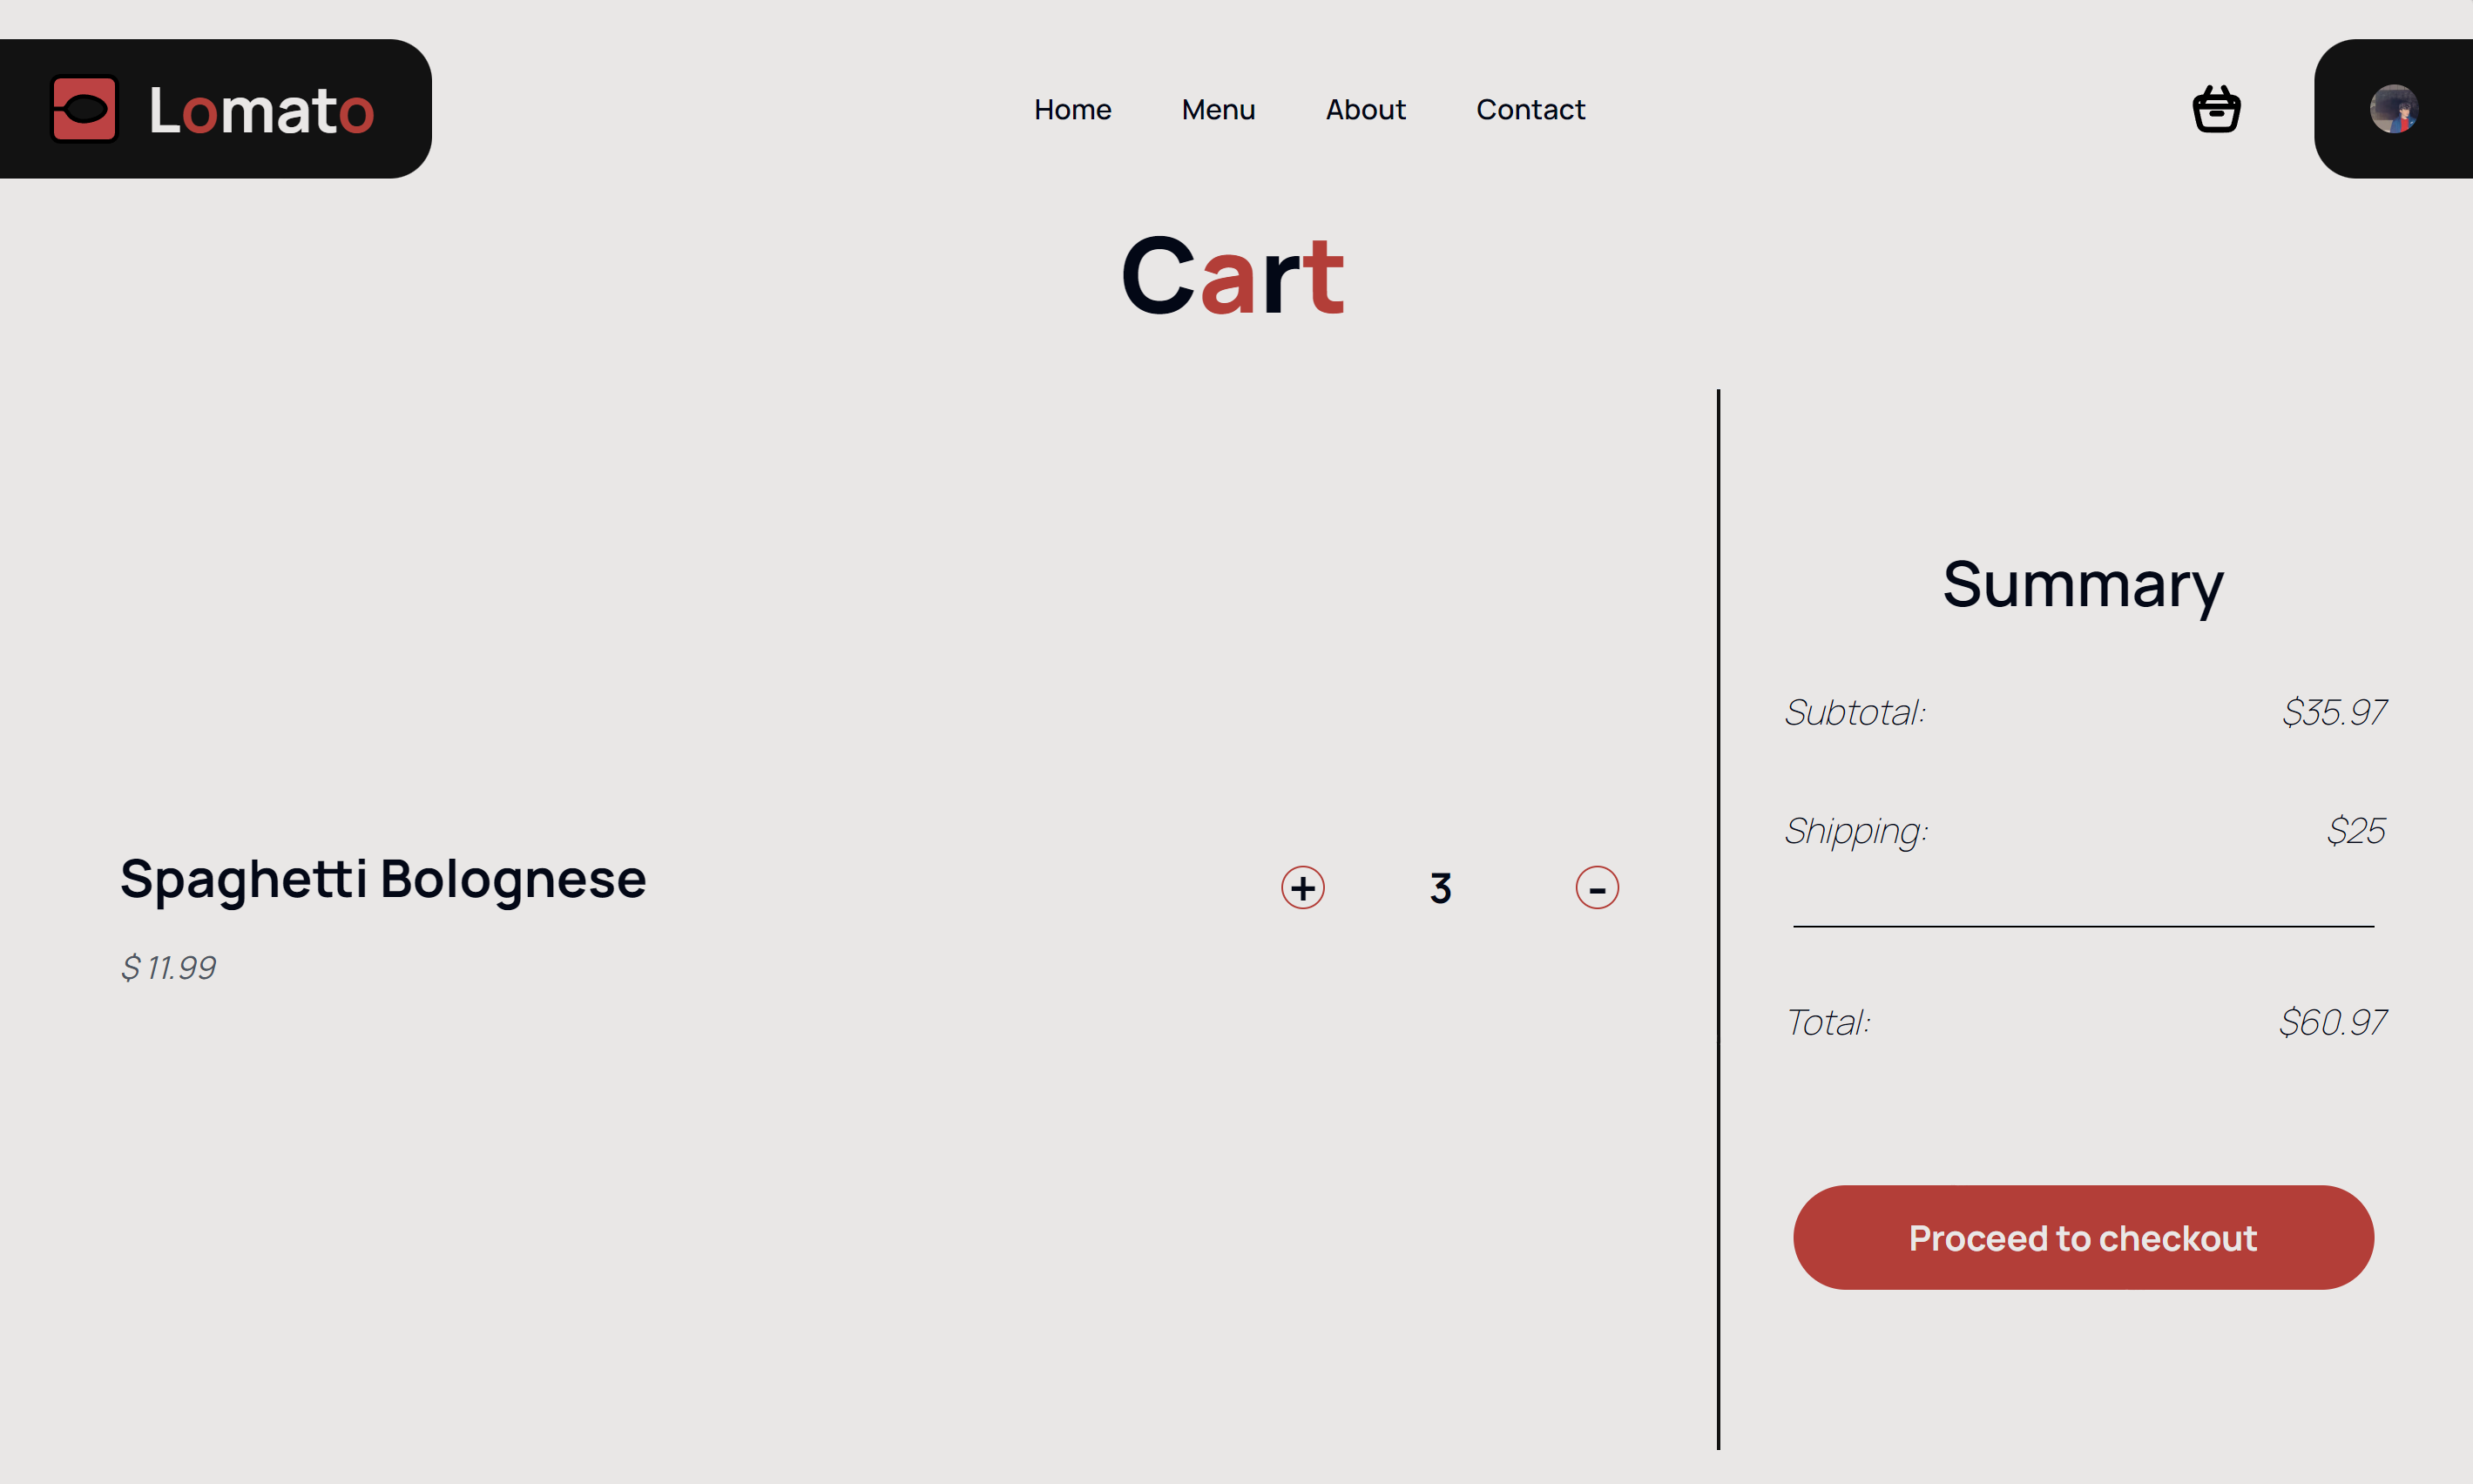 Lomato
Home Menu About Contact
Cart
Spaghetti Bolognese
$ 11.99
+ 3 -
Summary
Subtotal: $35.97
Shipping: $25
Total: $60.97
Proceed to checkout